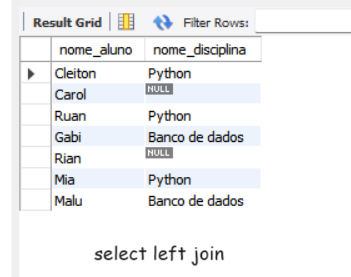 Result Grid Filter Rows:
nome_aluno nome_disciplina
Cleiton Python
Carol NULL
Ruan Python
Gabi Banco de dados
Rian NULL
Mia Python
Malu Banco de dados
select left join